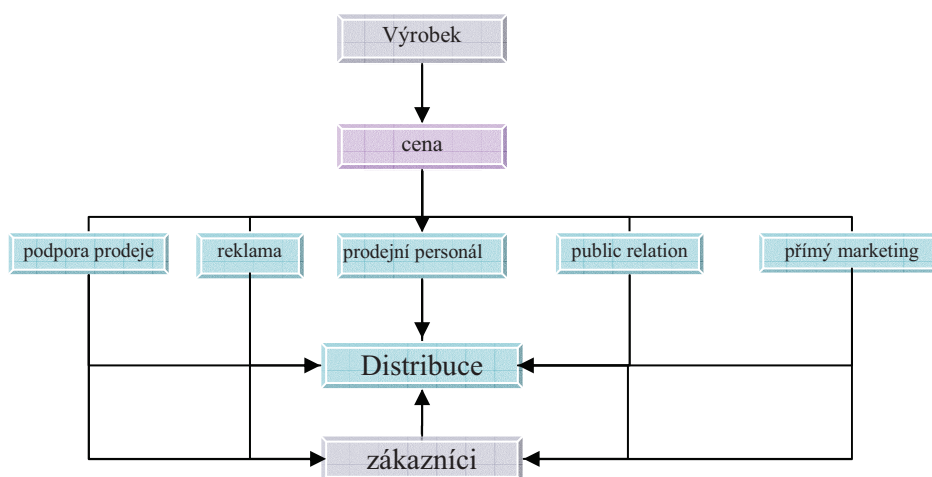 Výrobek
cena
podpora prodeje
reklama
prodejní personál
public relation
přímý marketing
Distribuce
zákazníci